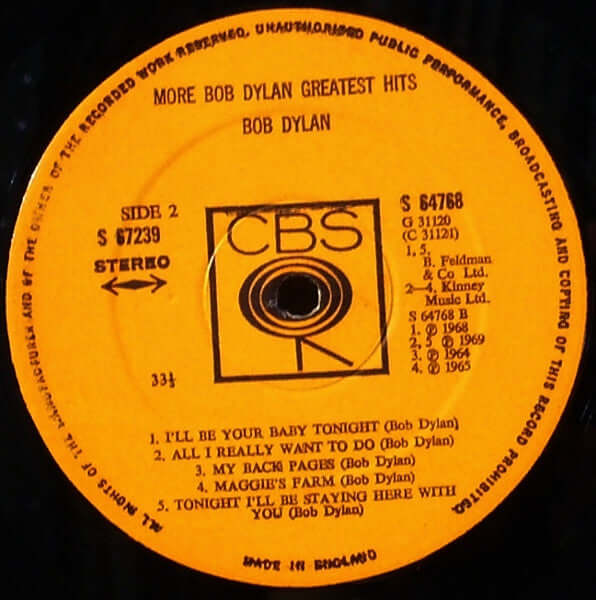 ALL RIGHTS OF THE MANUFACTURER AND OF THE OWNER OF THE RECORDED WORK RESERVED. UNAUTHORISED PUBLIC PERFORMANCE, BROADCASTING AND COPYING OF THIS RECORD PROHIBITED.
MORE BOB DYLAN GREATEST HITS
BOB DYLAN
SIDE 2
S 67239
STEREO
33⅓
CBS
S 64768
G 31120
(C 31121)
1, 5.
B. Feldman
& Co Ltd.
2—4. Kinney
Music Ltd.
S 64768 B
1. ℗ 1968
2, 5 ℗ 1969
3. ℗ 1964
4. ℗ 1965
1. I'LL BE YOUR BABY TONIGHT (Bob Dylan)
2. ALL I REALLY WANT TO DO (Bob Dylan)
3. MY BACK PAGES (Bob Dylan)
4. MAGGIE'S FARM (Bob Dylan)
5. TONIGHT I'LL BE STAYING HERE WITH
YOU (Bob Dylan)
MADE IN ENGLAND